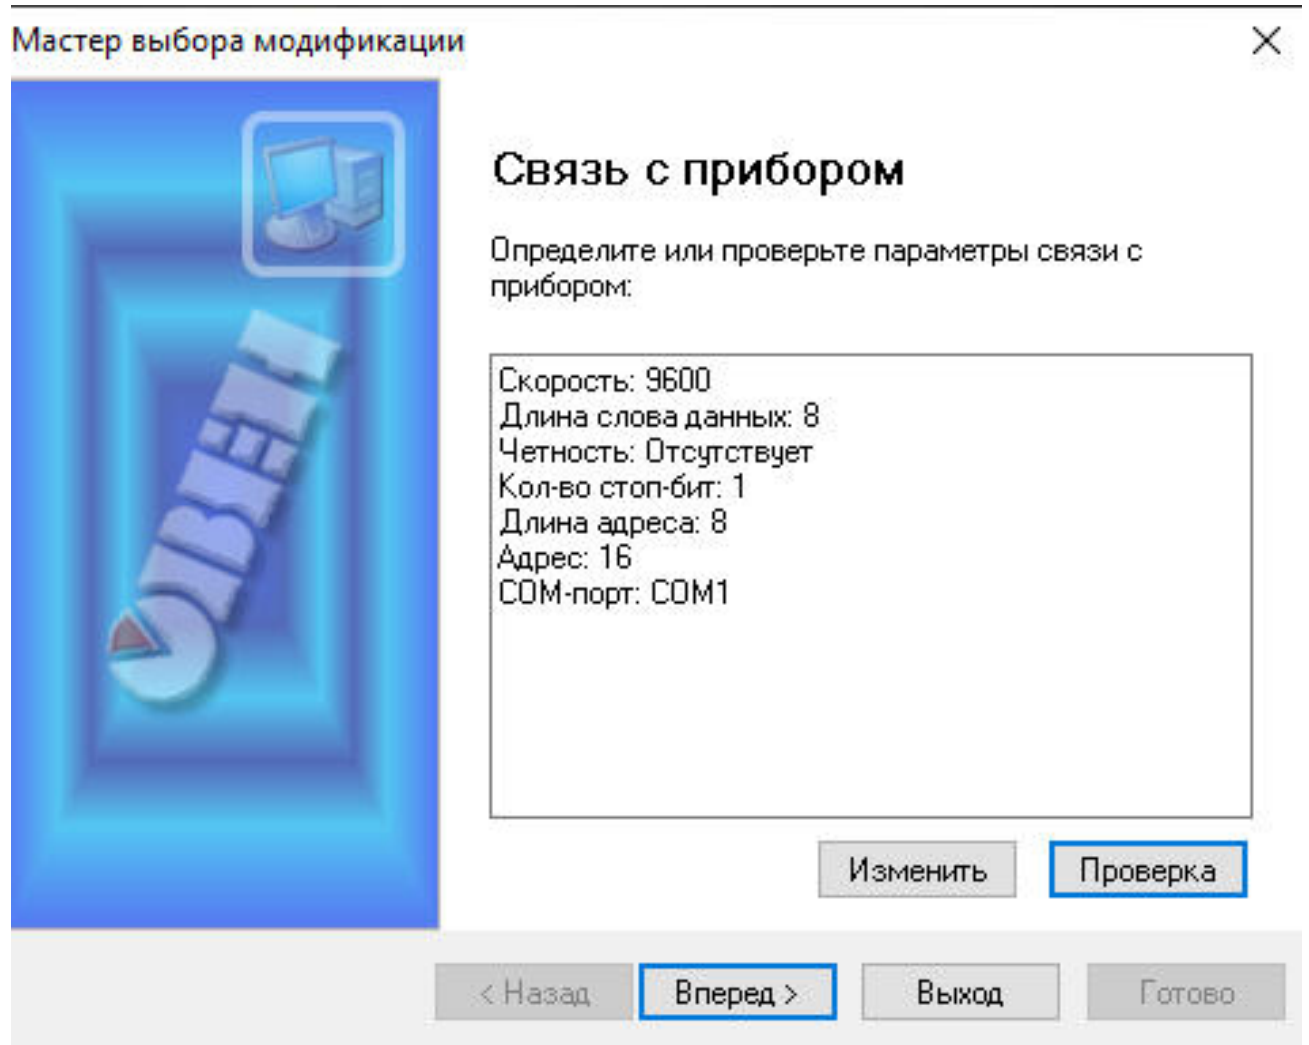 Мастер выбора модификации
Связь с прибором
Определите или проверьте параметры связи с
прибором:
Скорость: 9600
Длина слова данных: 8
Четность: Отсутствует
Кол-во стоп-бит: 1
Длина адреса: 8
Адрес: 16
COM-порт: COM1
Изменить
Проверка
< Назад
Вперед >
Выход
Готово
ОВЕН